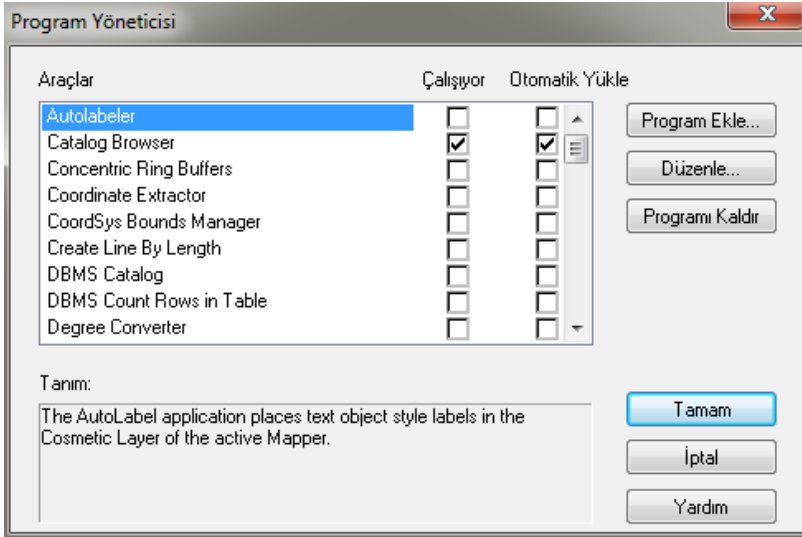 Program Yöneticisi
Araçlar Çalışıyor Otomatik Yükle
Autolabeler
Catalog Browser
Concentric Ring Buffers
Coordinate Extractor
CoordSys Bounds Manager
Create Line By Length
DBMS Catalog
DBMS Count Rows in Table
Degree Converter
Program Ekle...
Düzenle...
Programı Kaldır
Tanım:
The AutoLabel application places text object style labels in the
Cosmetic Layer of the active Mapper.
Tamam
İptal
Yardım